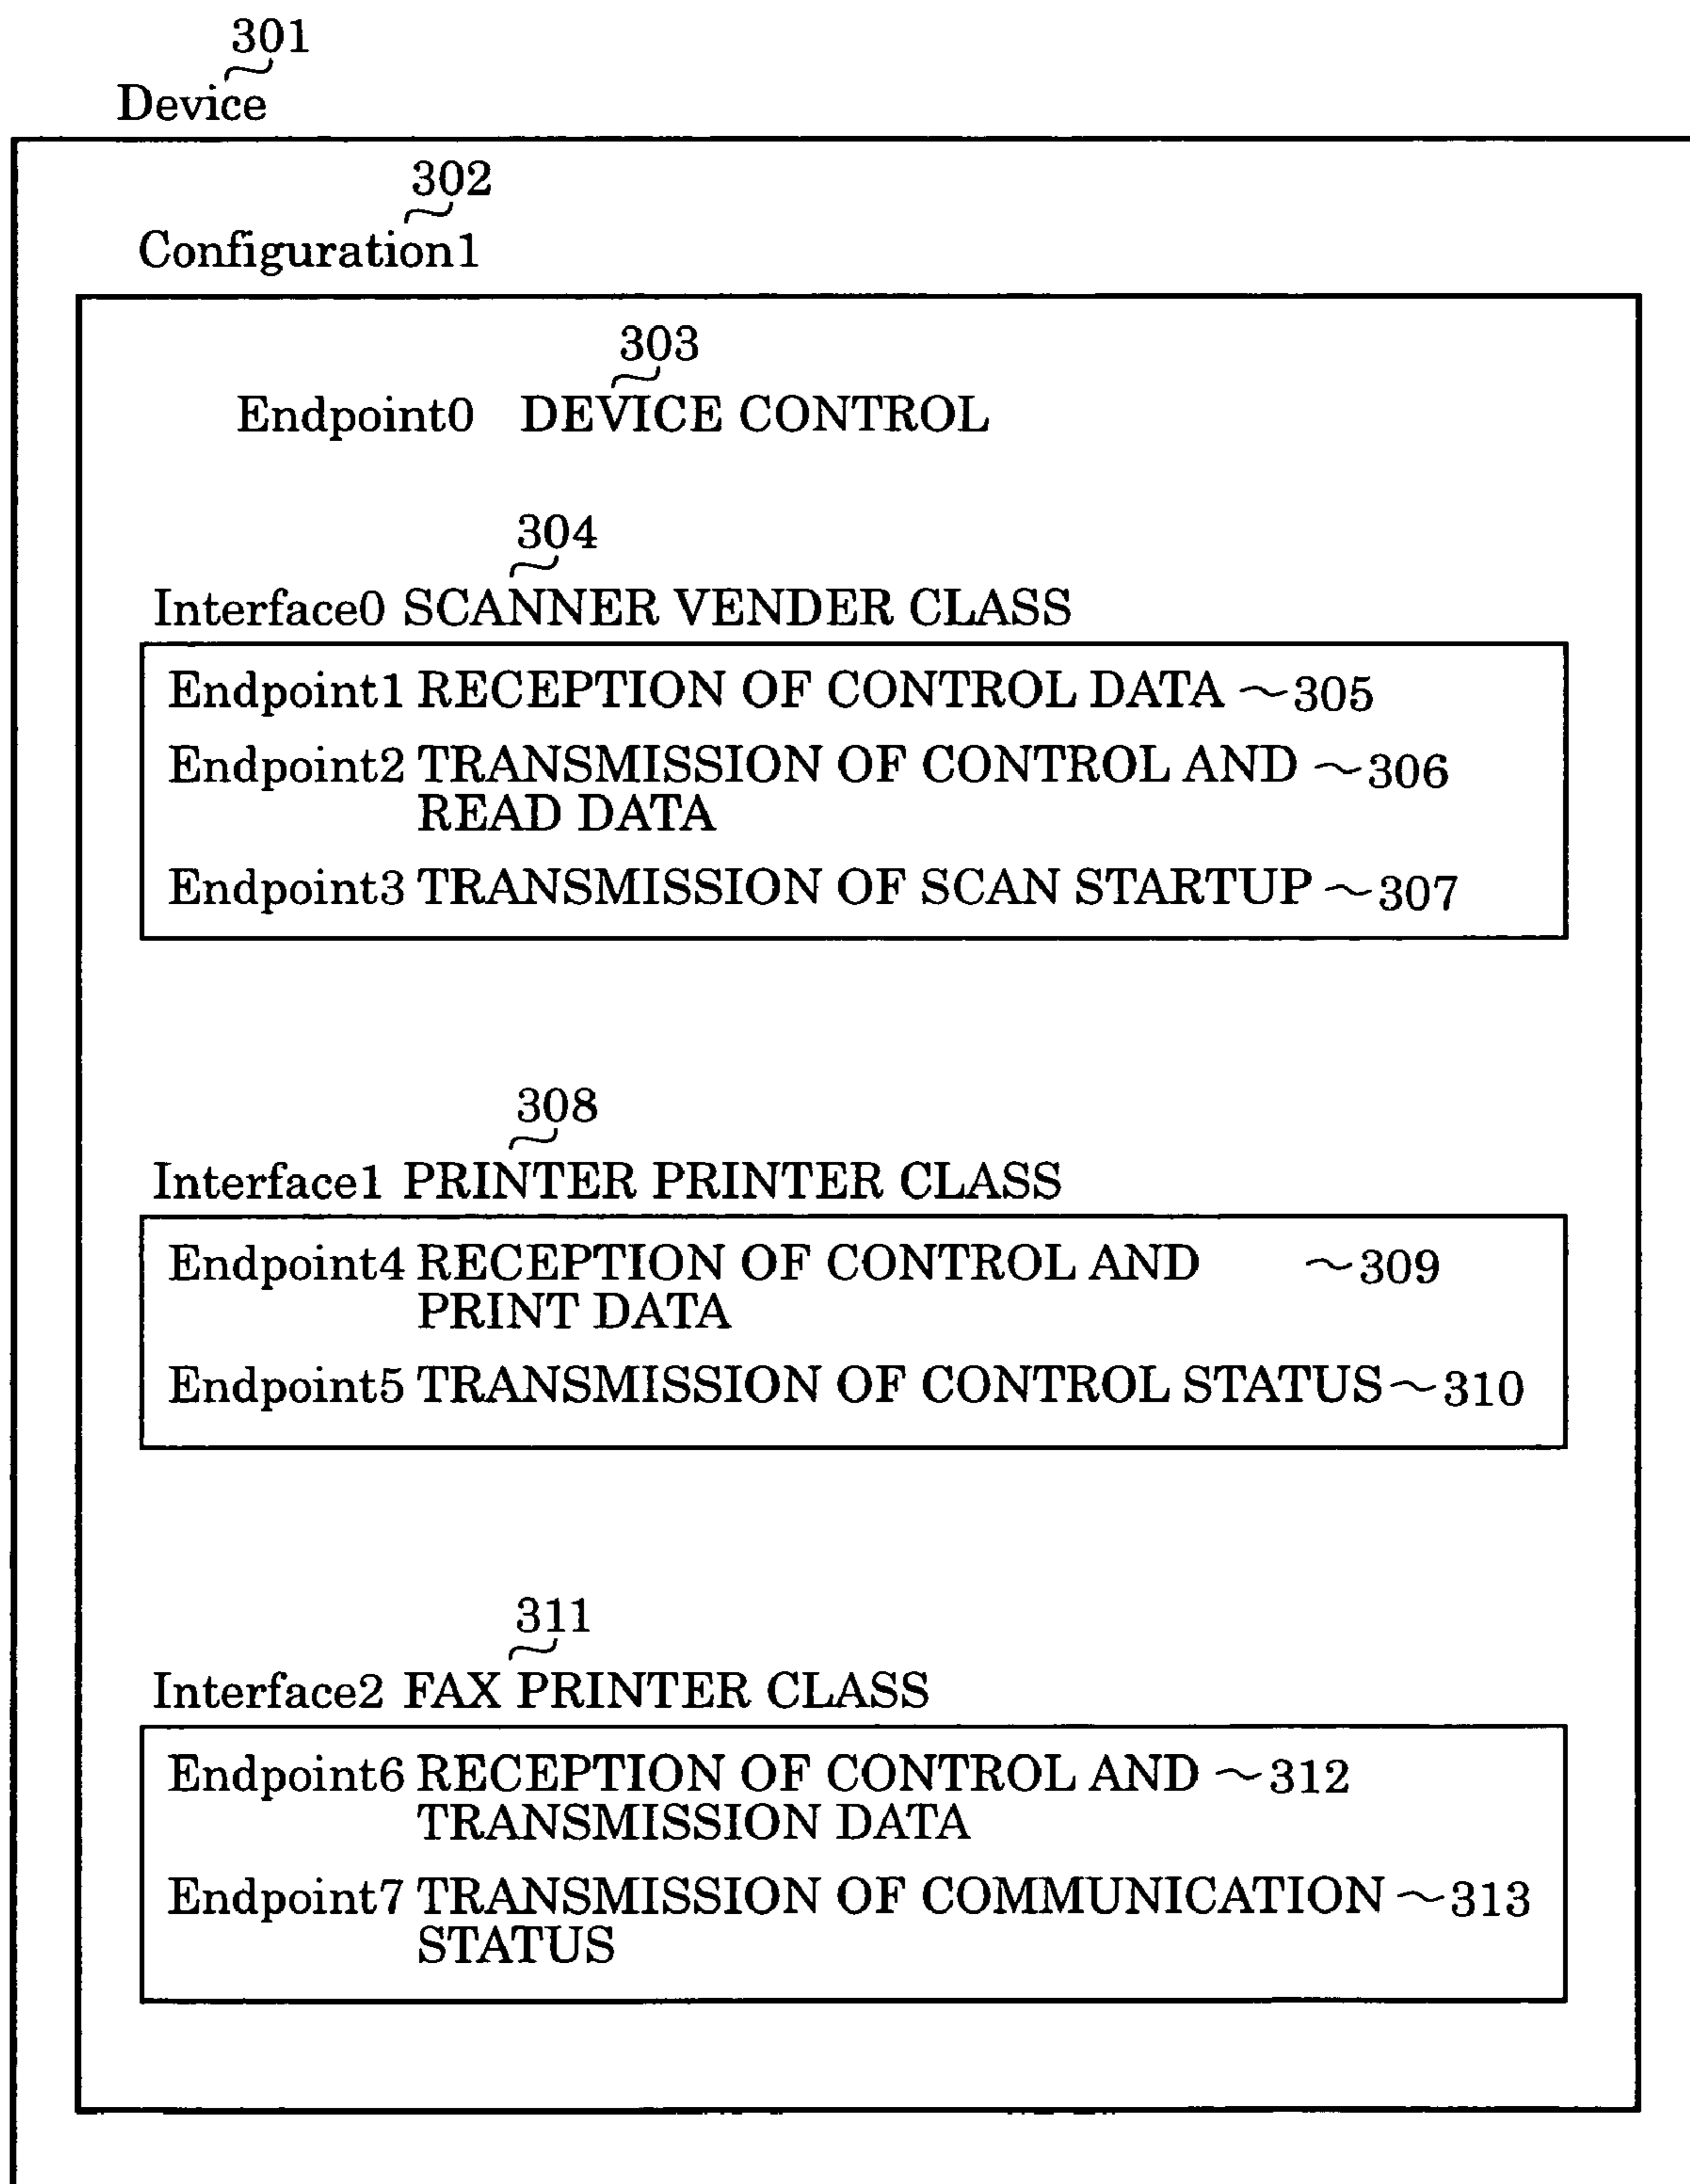 301
Device
302
Configuration1
303
Endpoint0 DEVICE CONTROL
304
Interface0 SCANNER VENDER CLASS
Endpoint1 RECEPTION OF CONTROL DATA ~305
Endpoint2 TRANSMISSION OF CONTROL AND ~306
READ DATA
Endpoint3 TRANSMISSION OF SCAN STARTUP ~307
308
Interface1 PRINTER PRINTER CLASS
Endpoint4 RECEPTION OF CONTROL AND ~309
PRINT DATA
Endpoint5 TRANSMISSION OF CONTROL STATUS ~310
311
Interface2 FAX PRINTER CLASS
Endpoint6 RECEPTION OF CONTROL AND ~312
TRANSMISSION DATA
Endpoint7 TRANSMISSION OF COMMUNICATION ~313
STATUS